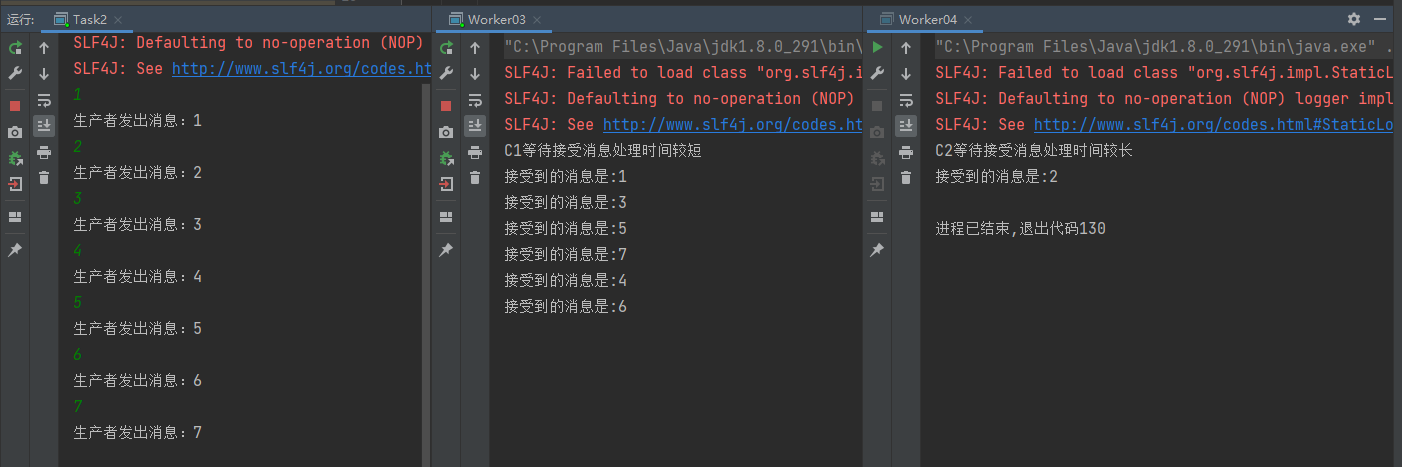 运行: Task2
SLF4J: Defaulting to no-operation (NOP)
SLF4J: See http://www.slf4j.org/codes.ht
1
生产者发出消息：1
2
生产者发出消息：2
3
生产者发出消息：3
4
生产者发出消息：4
5
生产者发出消息：5
6
生产者发出消息：6
7
生产者发出消息：7
Worker03
"C:\Program Files\Java\jdk1.8.0_291\bin\
SLF4J: Failed to load class "org.slf4j.i
SLF4J: Defaulting to no-operation (NOP)
SLF4J: See http://www.slf4j.org/codes.ht
C1等待接受消息处理时间较短
接受到的消息是:1
接受到的消息是:3
接受到的消息是:5
接受到的消息是:7
接受到的消息是:4
接受到的消息是:6
Worker04
"C:\Program Files\Java\jdk1.8.0_291\bin\java.exe" .
SLF4J: Failed to load class "org.slf4j.impl.StaticL
SLF4J: Defaulting to no-operation (NOP) logger impl
SLF4J: See http://www.slf4j.org/codes.html#StaticLo
C2等待接受消息处理时间较长
接受到的消息是:2
进程已结束,退出代码130